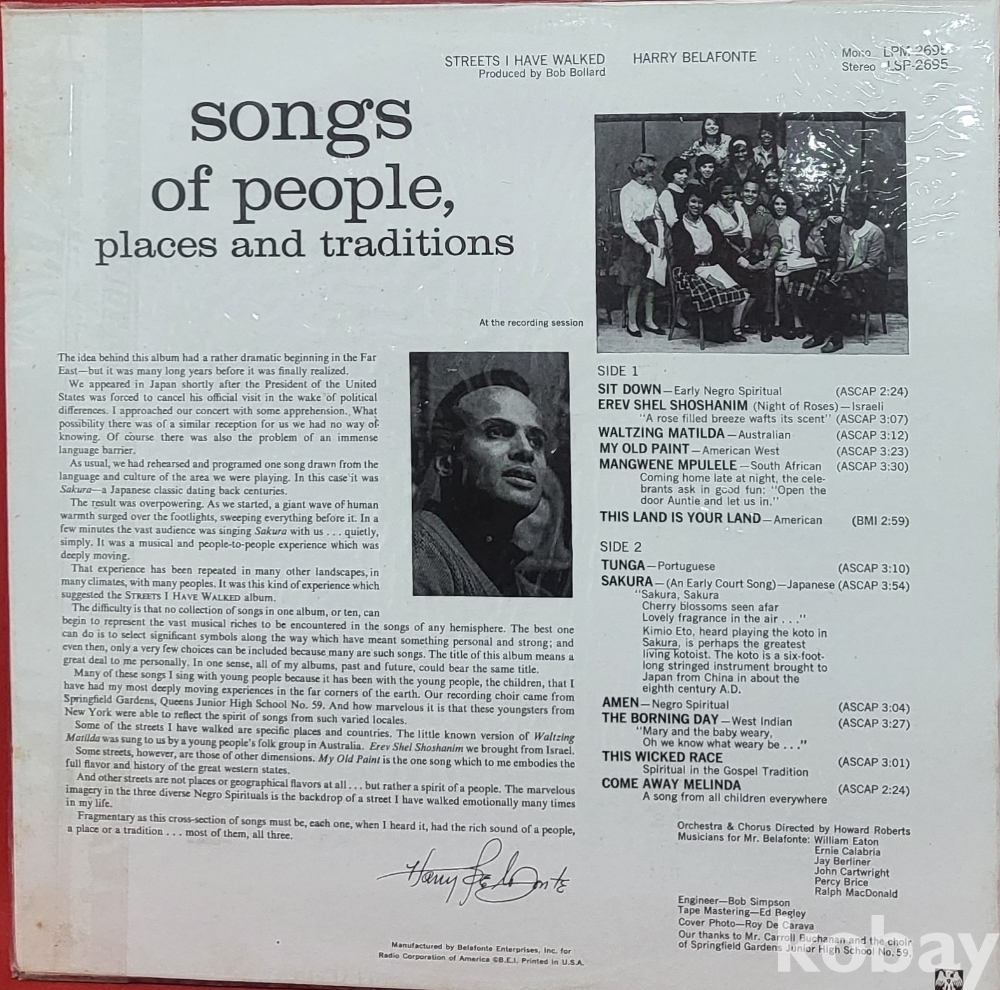 STREETS I HAVE WALKED HARRY BELAFONTE
Produced by Bob Bollard
Mono LPM-2695
Stereo LSP-2695
songs
of people,
places and traditions
At the recording session
The idea behind this album had a rather dramatic beginning in the Far
East—but it was many long years before it was finally realized.
We appeared in Japan shortly after the President of the United
States was forced to cancel his official visit in the wake of political
differences. I approached our concert with some apprehension. What
possibility there was of a similar reception for us we had no way of
knowing. Of course there was also the problem of an immense
language barrier.
As usual, we had rehearsed and programed one song drawn from the
language and culture of the area we were playing. In this case it was
Sakura—a Japanese classic dating back centuries.
The result was overpowering. As we started, a giant wave of human
warmth surged over the footlights, sweeping everything before it. In a
few minutes the vast audience was singing Sakura with us . . . quietly,
simply. It was a musical and people-to-people experience which was
deeply moving.
That experience has been repeated in many other landscapes, in
many climates, with many peoples. It was this kind of experience which
suggested the STREETS I HAVE WALKED album.
The difficulty is that no collection of songs in one album, or ten, can
begin to represent the vast musical riches to be encountered in the songs of any hemisphere. The best one
can do is to select significant symbols along the way which have meant something personal and strong; and
even then, only a very few choices can be included because many are such songs. The title of this album means a
great deal to me personally. In one sense, all of my albums, past and future, could bear the same title.
Many of these songs I sing with young people because it has been with the young people, the children, that I
have had my most deeply moving experiences in the far corners of the earth. Our recording choir came from
Springfield Gardens, Queens Junior High School No. 59. And how marvelous it is that these youngsters from
New York were able to reflect the spirit of songs from such varied locales.
Some of the streets I have walked are specific places and countries. The little known version of Waltzing
Matilda was sung to us by a young people's folk group in Australia. Erev Shel Shoshanim we brought from Israel.
Some streets, however, are those of other dimensions. My Old Paint is the one song which to me embodies the
full flavor and history of the great western states.
And other streets are not places or geographical flavors at all . . . but rather a spirit of a people. The marvelous
imagery in the three diverse Negro Spirituals is the backdrop of a street I have walked emotionally many times
in my life.
Fragmentary as this cross-section of songs must be, each one, when I heard it, had the rich sound of a people,
a place or a tradition . . . most of them, all three.
Harry Belafonte
Manufactured by Belafonte Enterprises, Inc. for
Radio Corporation of America ©B.E.I. Printed in U.S.A.
SIDE 1
SIT DOWN—Early Negro Spiritual (ASCAP 2:24)
EREV SHEL SHOSHANIM (Night of Roses)—Israeli
"A rose filled breeze wafts its scent" (ASCAP 3:07)
WALTZING MATILDA—Australian (ASCAP 3:12)
MY OLD PAINT—American West (ASCAP 3:23)
MANGWENE MPULELE—South African (ASCAP 3:30)
Coming home late at night, the cele-
brants ask in good fun: "Open the
door Auntie and let us in."
THIS LAND IS YOUR LAND—American (BMI 2:59)
SIDE 2
TUNGA—Portuguese (ASCAP 3:10)
SAKURA—(An Early Court Song)—Japanese (ASCAP 3:54)
"Sakura, Sakura
Cherry blossoms seen afar
Lovely fragrance in the air . . ."
Kimio Eto, heard playing the koto in
Sakura, is perhaps the greatest
living kotoist. The koto is a six-foot-
long stringed instrument brought to
Japan from China in about the
eighth century A.D.
AMEN—Negro Spiritual (ASCAP 3:04)
THE BORNING DAY—West Indian (ASCAP 3:27)
"Mary and the baby weary,
Oh we know what weary be . . ."
THIS WICKED RACE (ASCAP 3:01)
Spiritual in the Gospel Tradition
COME AWAY MELINDA (ASCAP 2:24)
A song from all children everywhere
Orchestra & Chorus Directed by Howard Roberts
Musicians for Mr. Belafonte: William Eaton
Ernie Calabria
Jay Berliner
John Cartwright
Percy Brice
Ralph MacDonald
Engineer—Bob Simpson
Tape Mastering—Ed Begley
Cover Photo—Roy De Carava
Our thanks to Mr. Carroll Buchanan and the choir
of Springfield Gardens Junior High School No. 59.
kobay